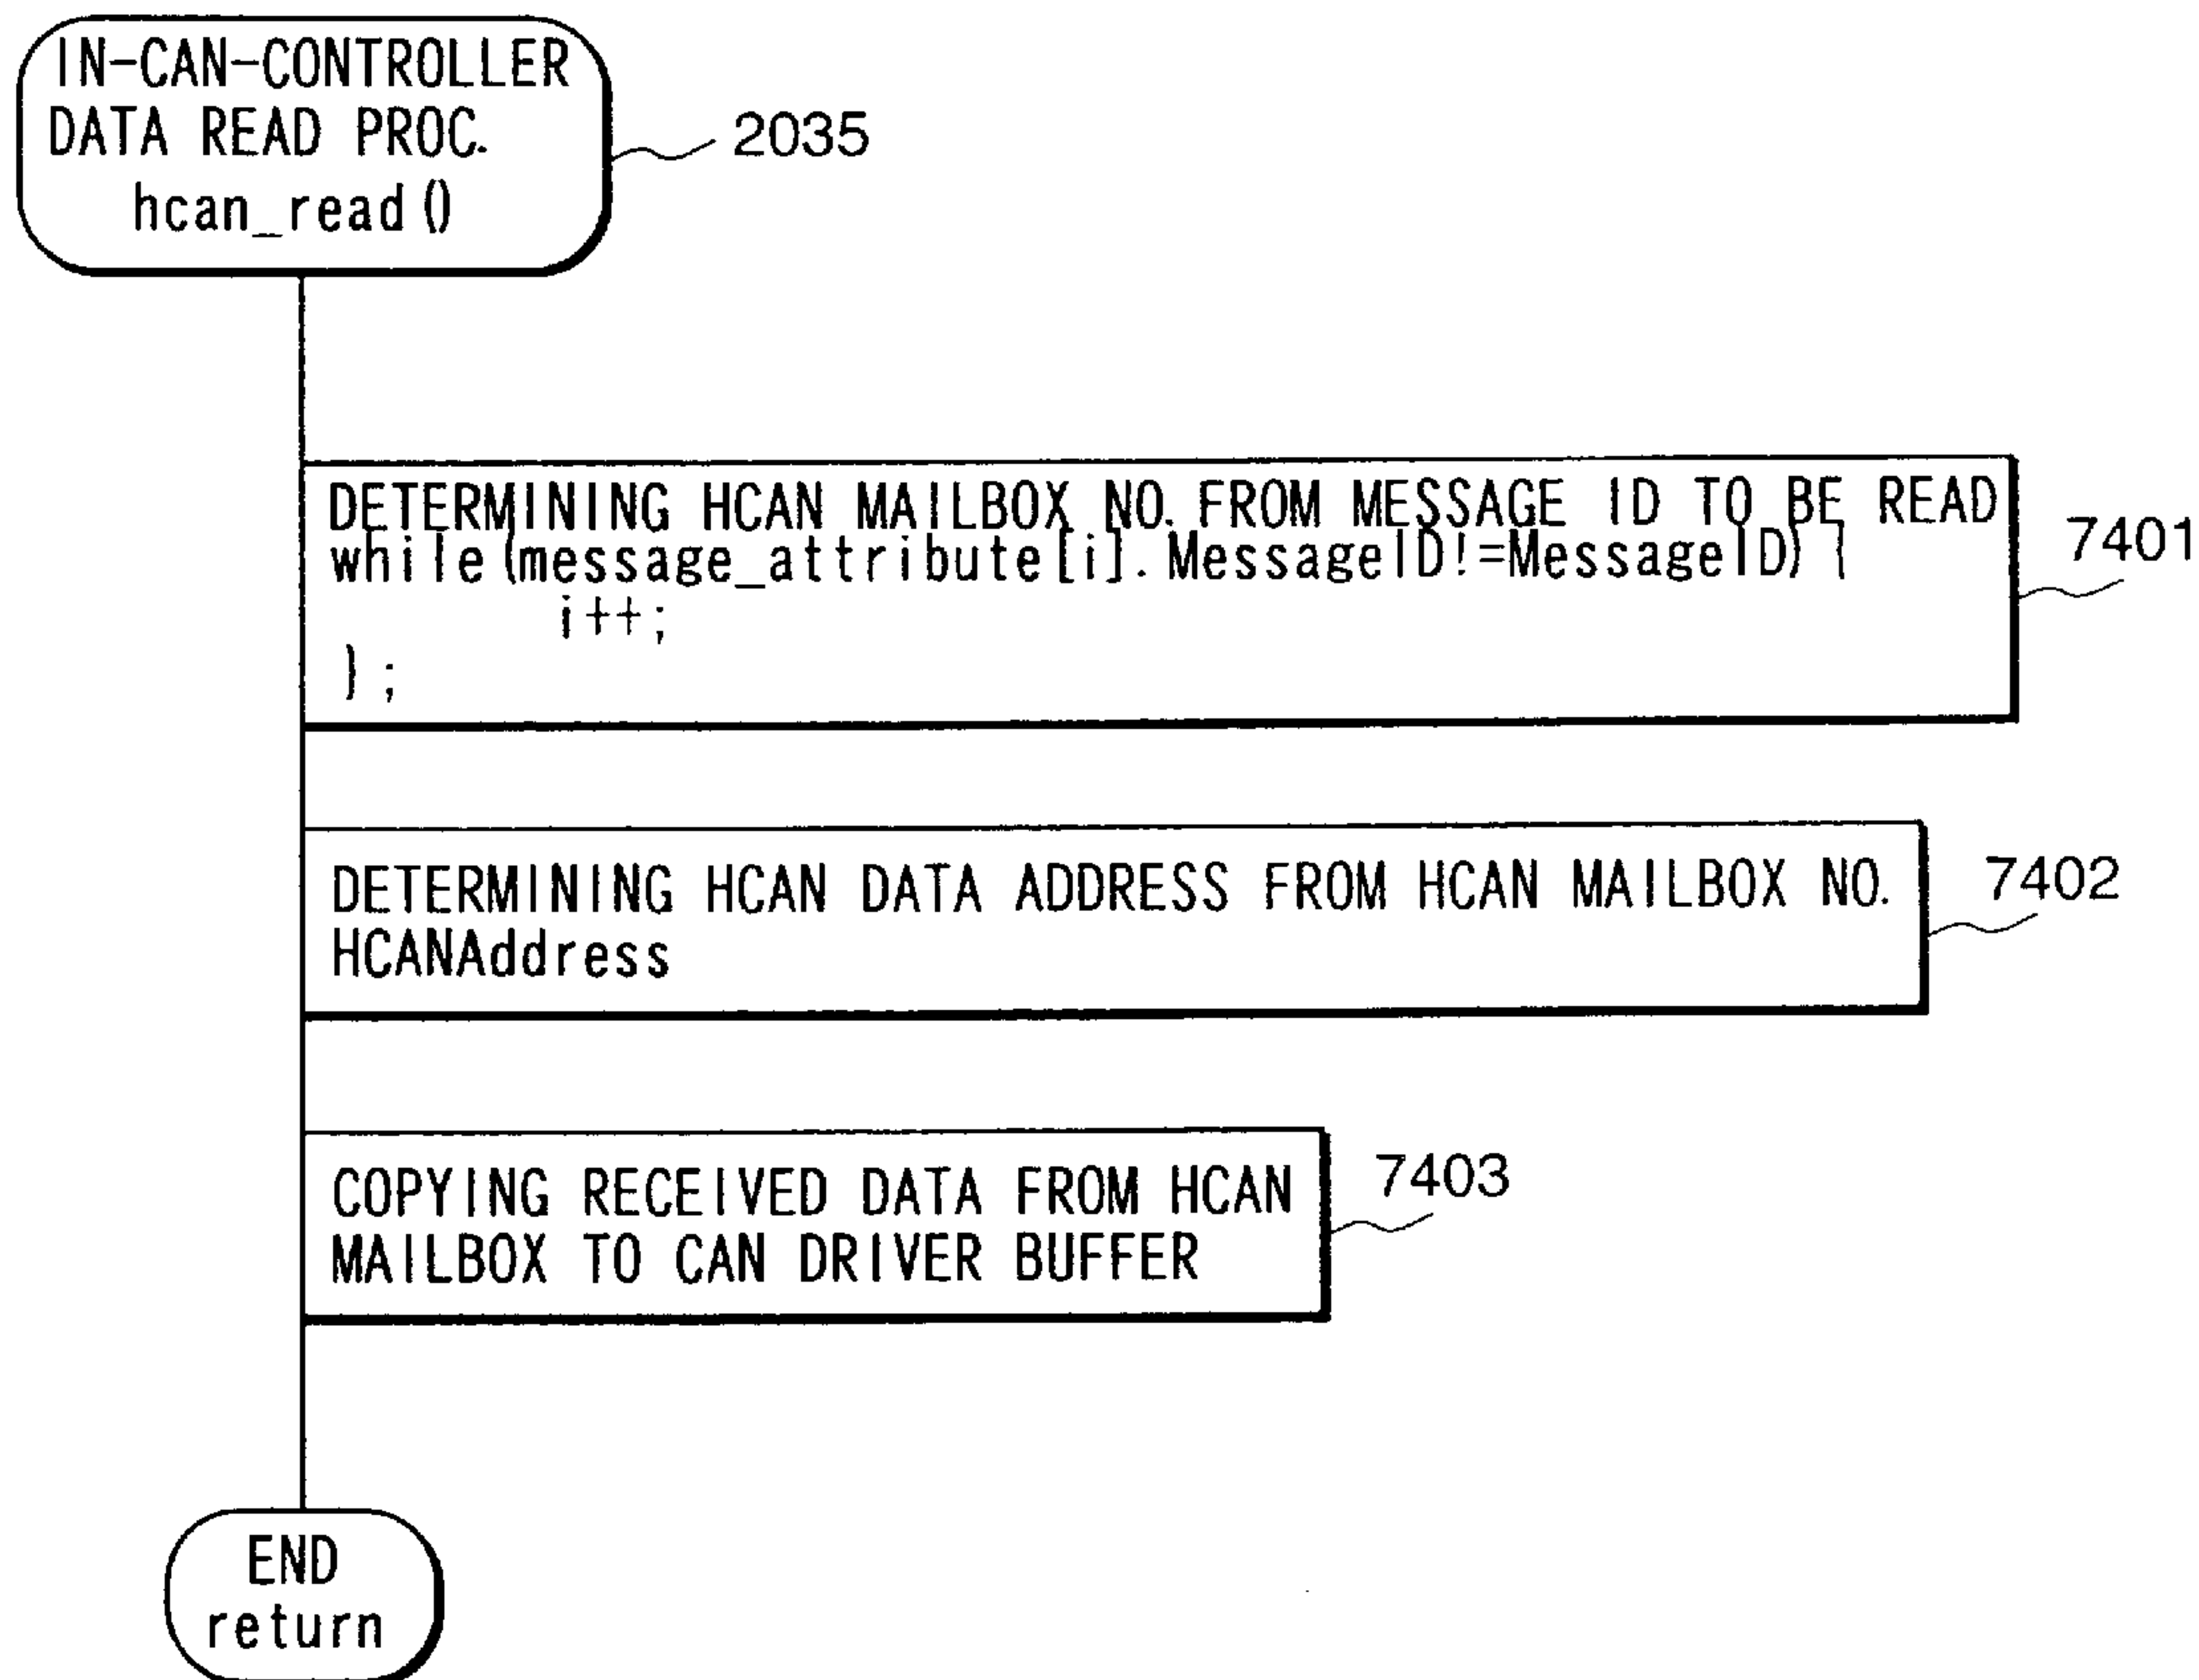 IN-CAN-CONTROLLER
DATA READ PROC.
hcan_read()
2035
DETERMINING HCAN MAILBOX NO. FROM MESSAGE ID TO BE READ
while(message_attribute[i].MessageID!=MessageID) {
i++;
};
7401
DETERMINING HCAN DATA ADDRESS FROM HCAN MAILBOX NO.
HCANAddress
7402
COPYING RECEIVED DATA FROM HCAN
MAILBOX TO CAN DRIVER BUFFER
7403
END
return